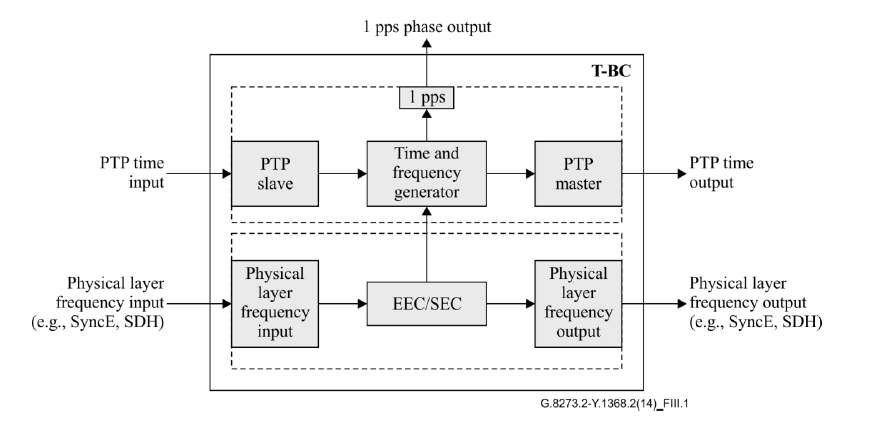 1 pps phase output
T-BC
1 pps
PTP time
input
PTP
slave
Time and
frequency
generator
PTP
master
PTP time
output
Physical layer
frequency input
(e.g., SyncE, SDH)
Physical
layer
frequency
input
EEC/SEC
Physical
layer
frequency
output
Physical layer
frequency output
(e.g., SyncE, SDH)
G.8273.2-Y.1368.2(14)_FIII.1